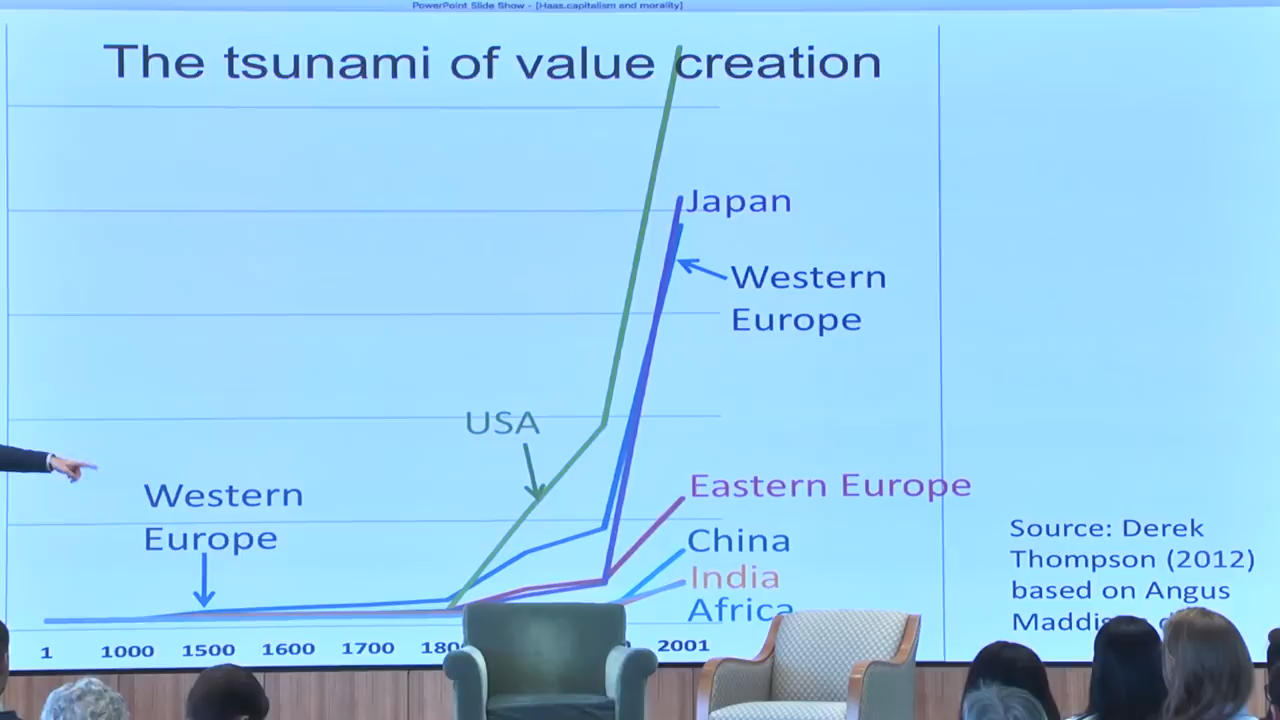 PowerPoint Slide Show - [Haas.capitalism and morality]
The tsunami of value creation
Japan
Western
Europe
USA
Western
Europe
Eastern Europe
China
India
Africa
Source: Derek
Thompson (2012)
based on Angus
1 1000 1500 1600 1700 2001